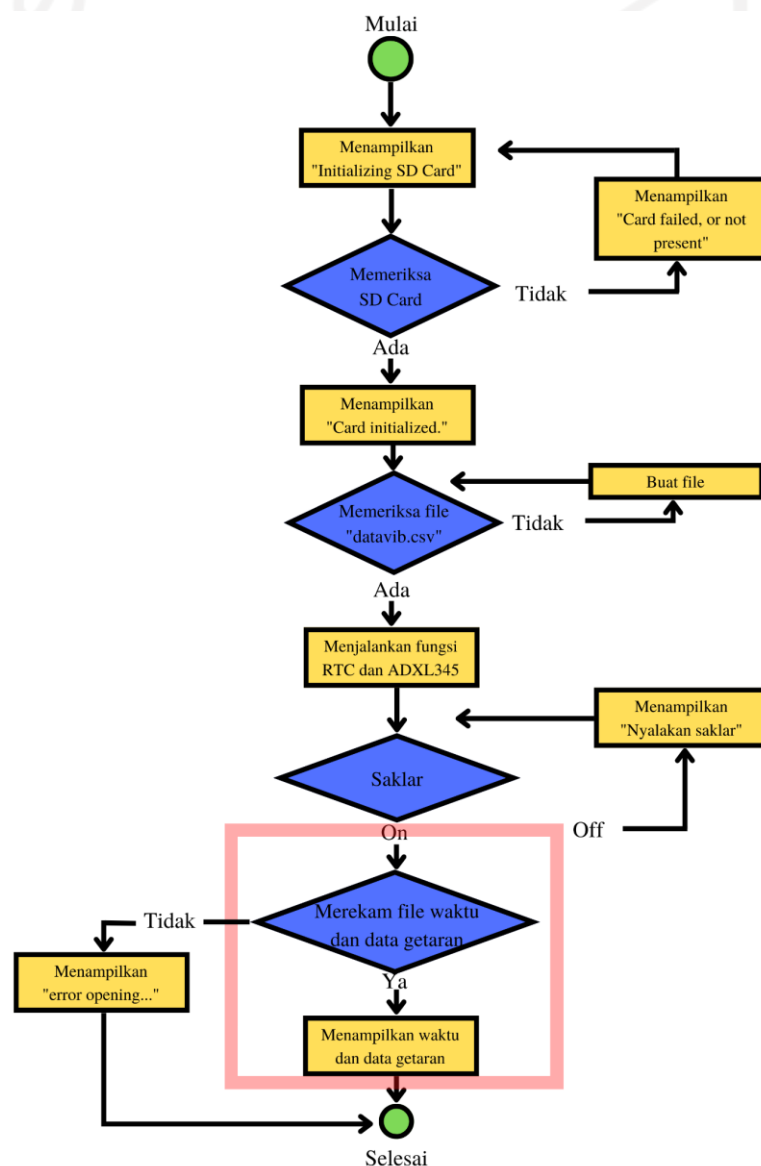 Mulai
Menampilkan
"Initializing SD Card"
Menampilkan
"Card failed, or not
present"
Memeriksa
SD Card
Tidak
Ada
Menampilkan
"Card initialized."
Buat file
Memeriksa file
"datavib.csv"
Tidak
Ada
Menjalankan fungsi
RTC dan ADXL345
Menampilkan
"Nyalakan saklar"
Saklar
On
Off
Merekam file waktu
dan data getaran
Tidak
Menampilkan
"error opening..."
Ya
Menampilkan waktu
dan data getaran
Selesai